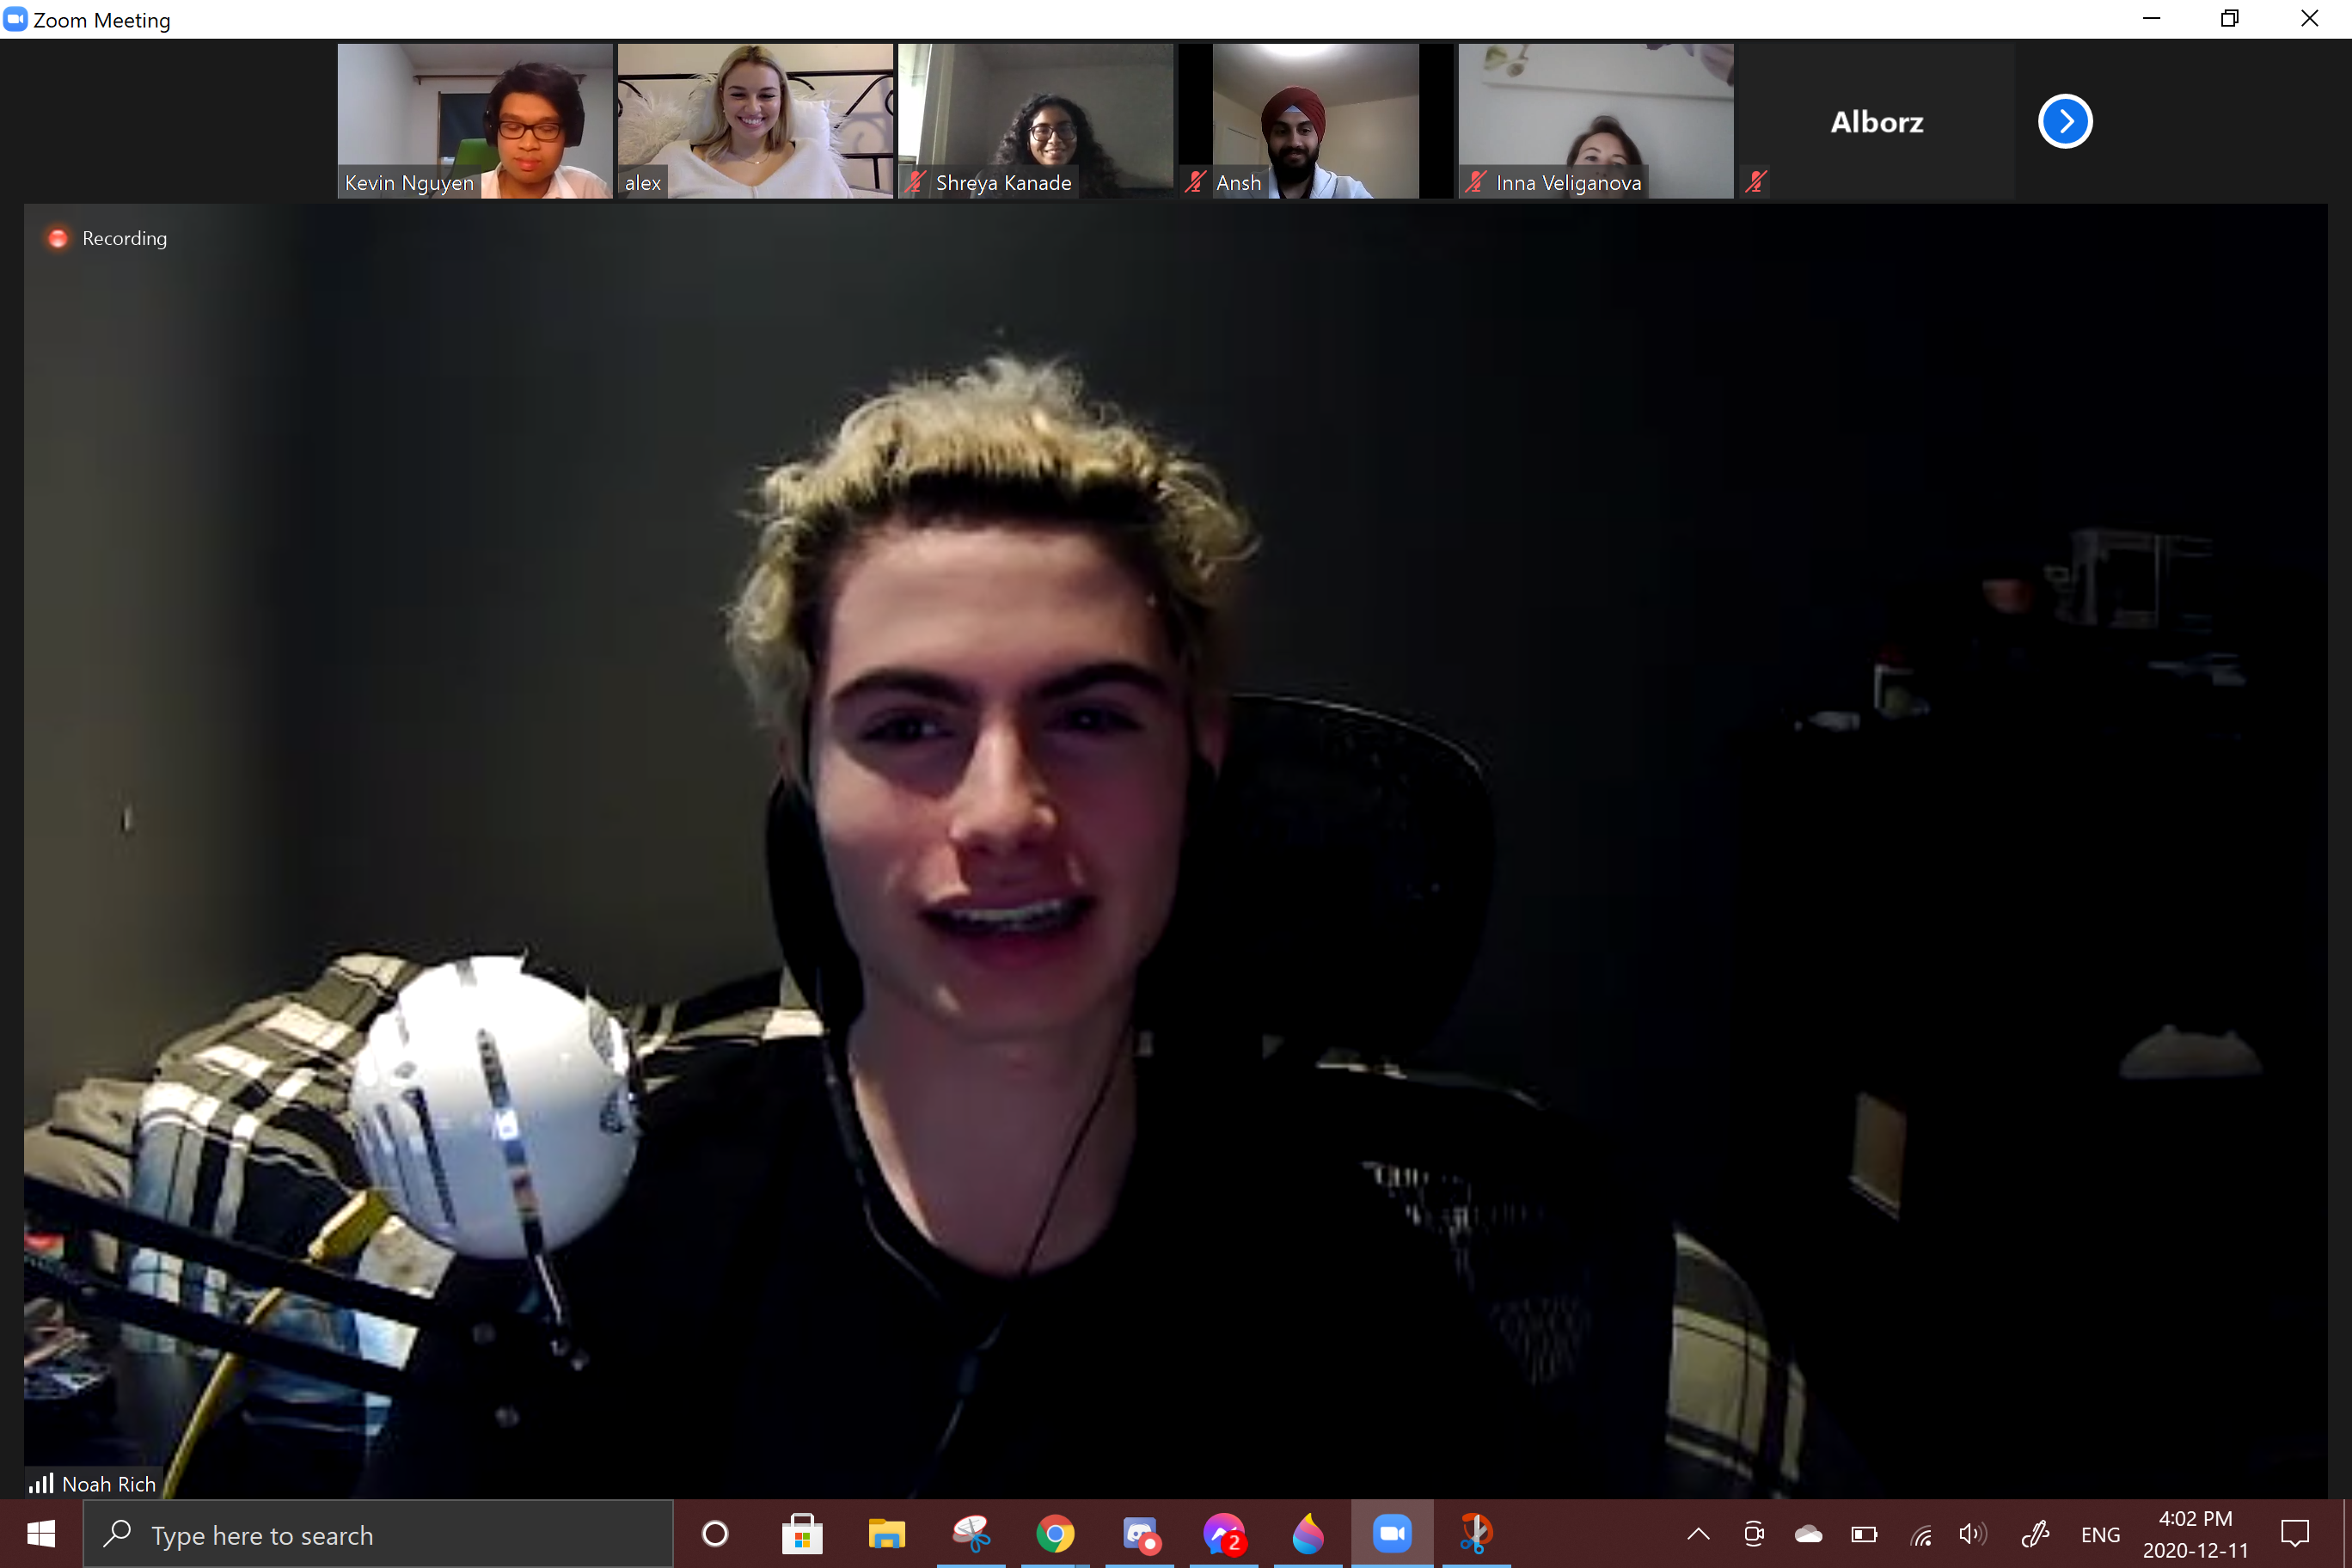 Zoom Meeting
Kevin Nguyen
alex
Shreya Kanade
Ansh
Inna Veliganova
Alborz
Recording
Noah Rich
Type here to search
2
ENG
4:02 PM
2020-12-11